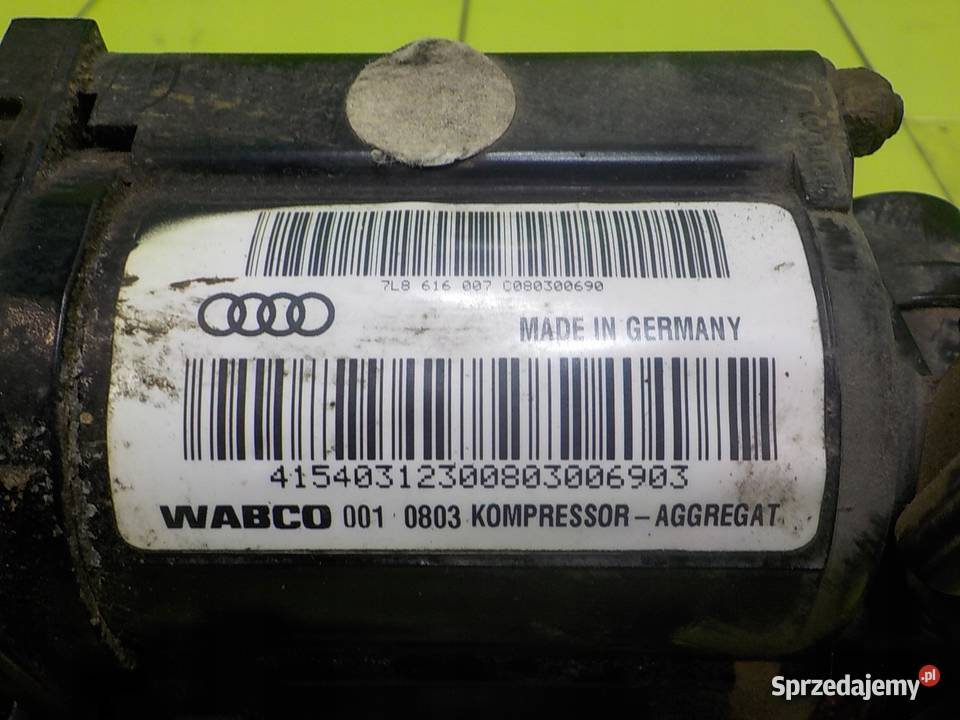 7L8 616 007 C080300690
MADE IN GERMANY
41540312300803006903
WABCO 001 0803 KOMPRESSOR-AGGREGAT
Sprzedajemy.pl